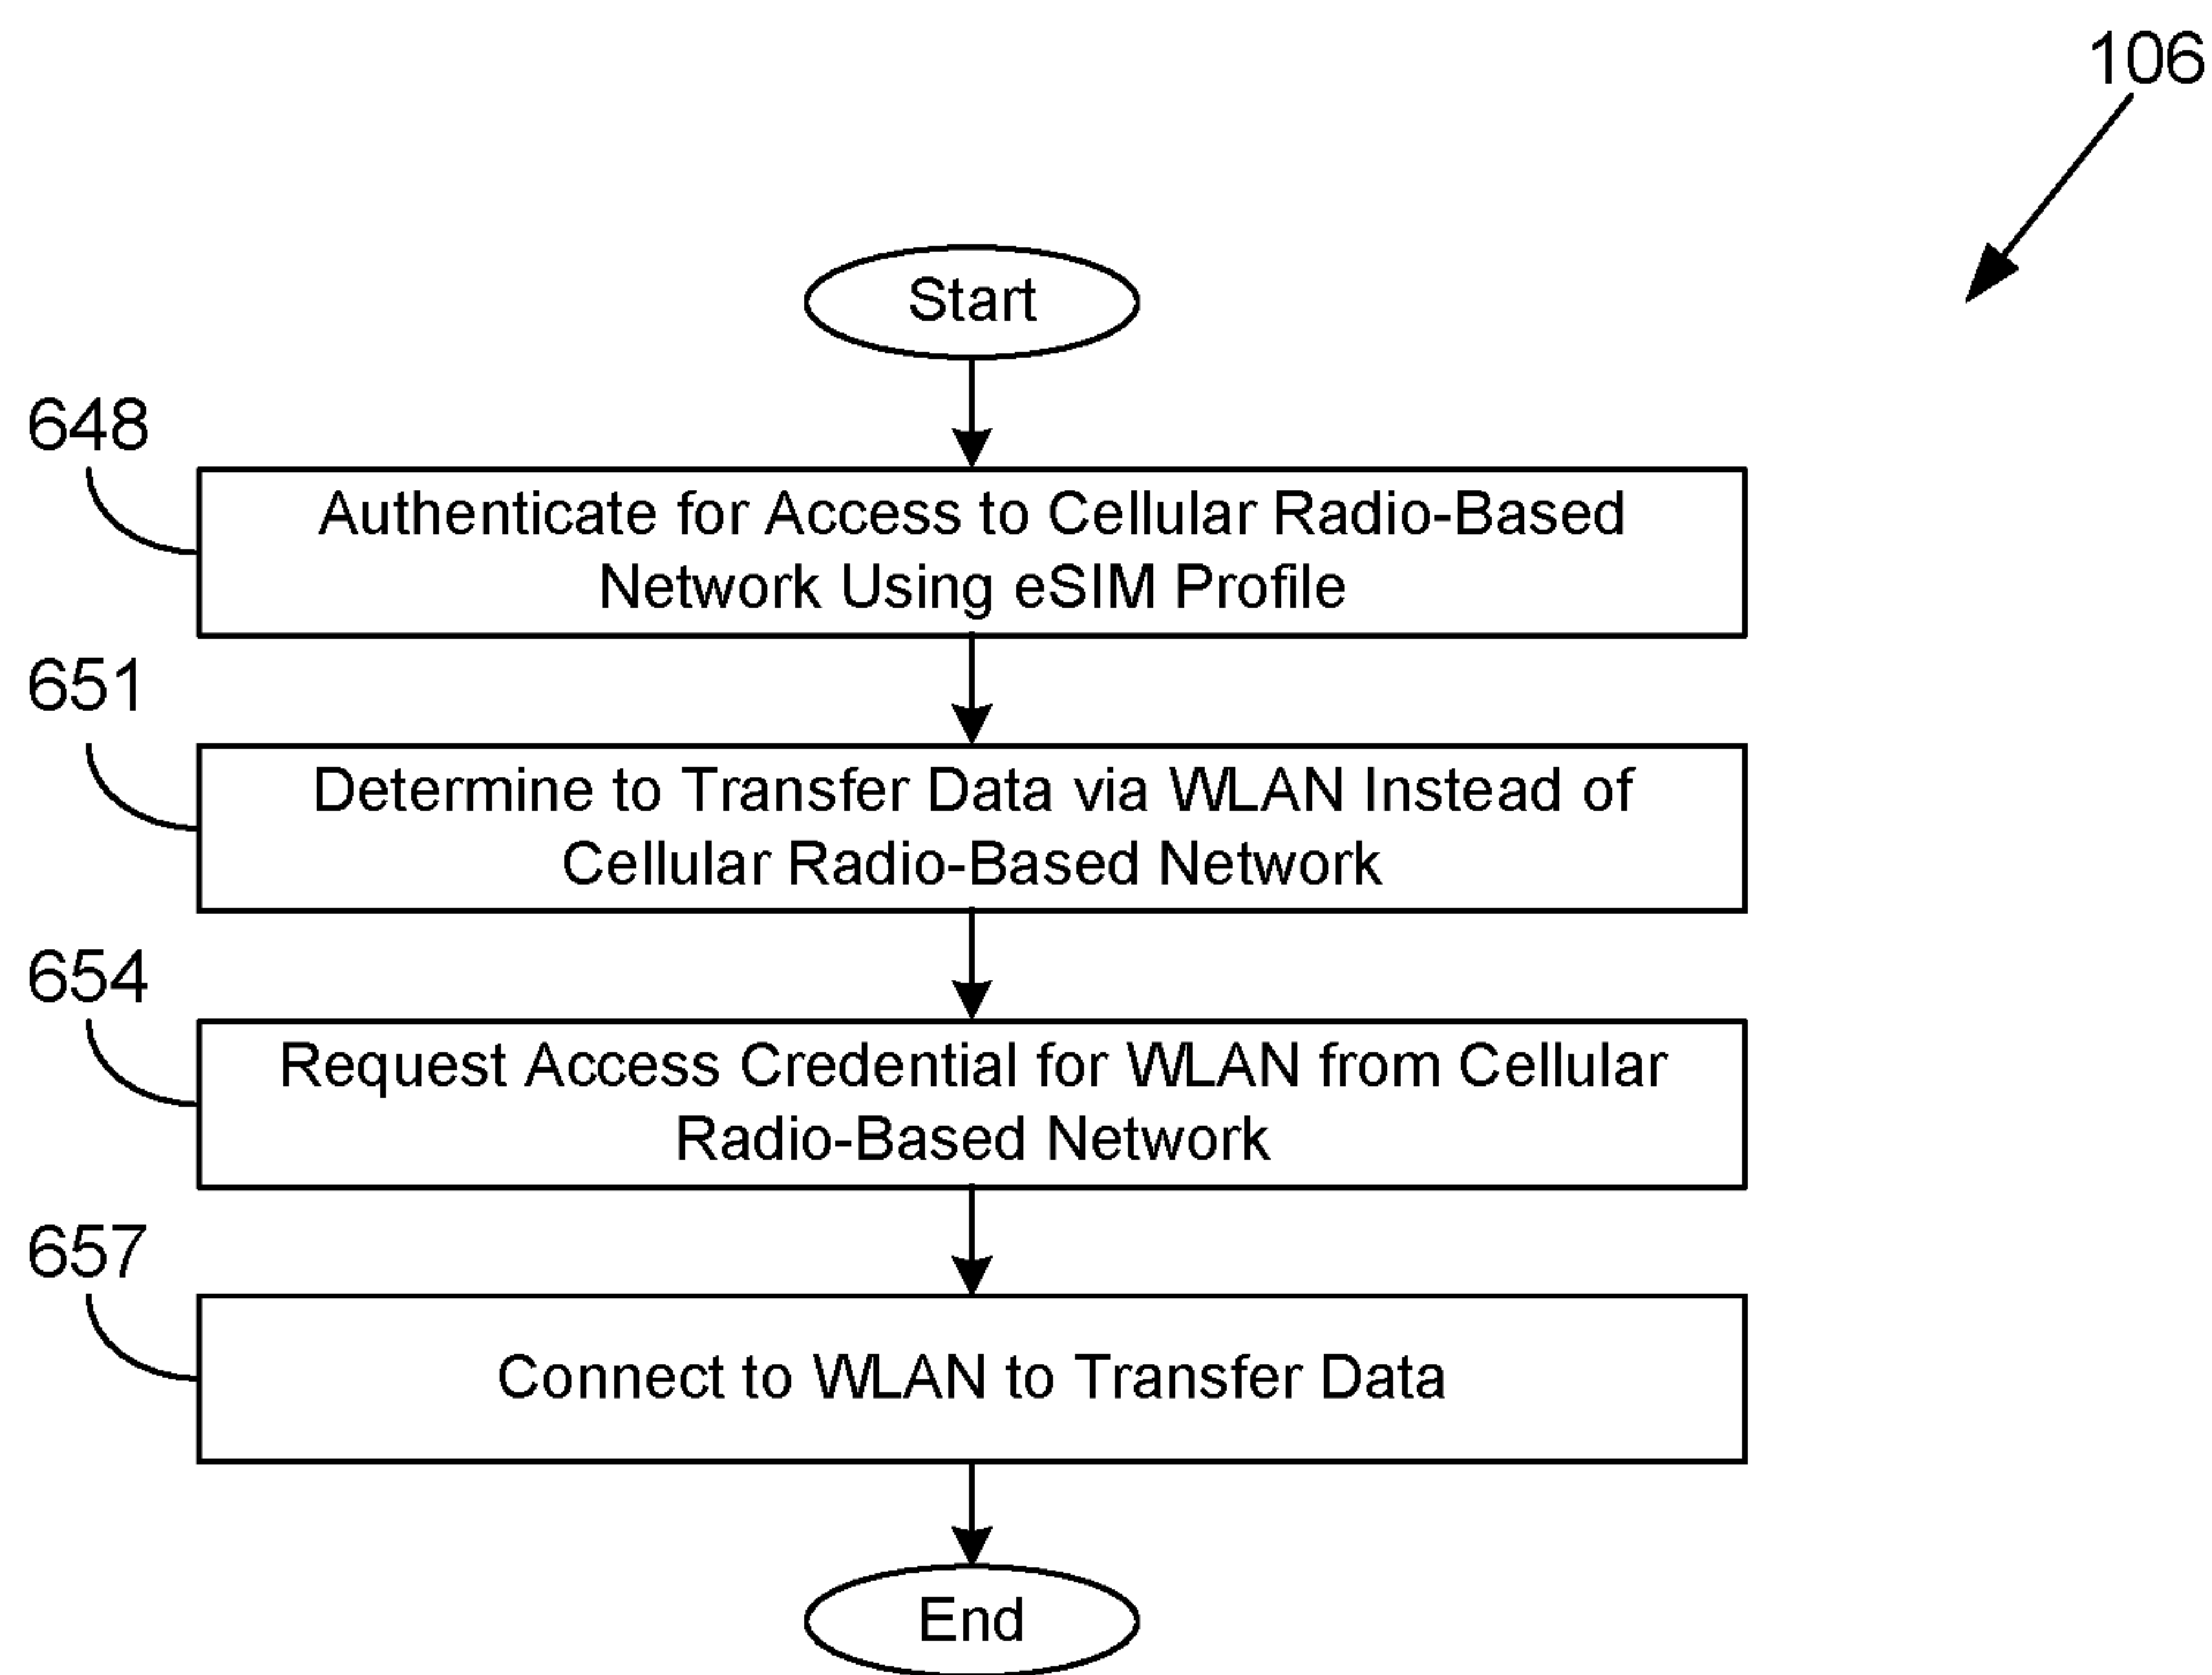 106
Start
648
Authenticate for Access to Cellular Radio-Based
Network Using eSIM Profile
651
Determine to Transfer Data via WLAN Instead of
Cellular Radio-Based Network
654
Request Access Credential for WLAN from Cellular
Radio-Based Network
657
Connect to WLAN to Transfer Data
End